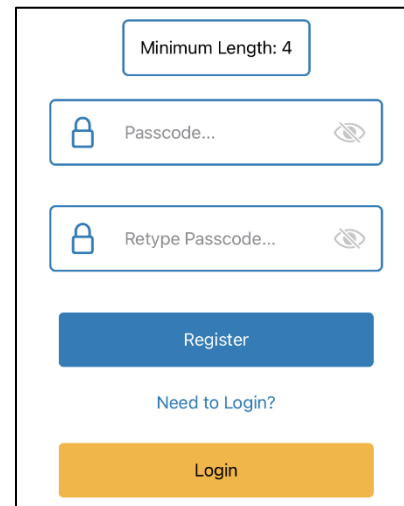 Minimum Length: 4
Passcode...
Retype Passcode...
Register
Need to Login?
Login